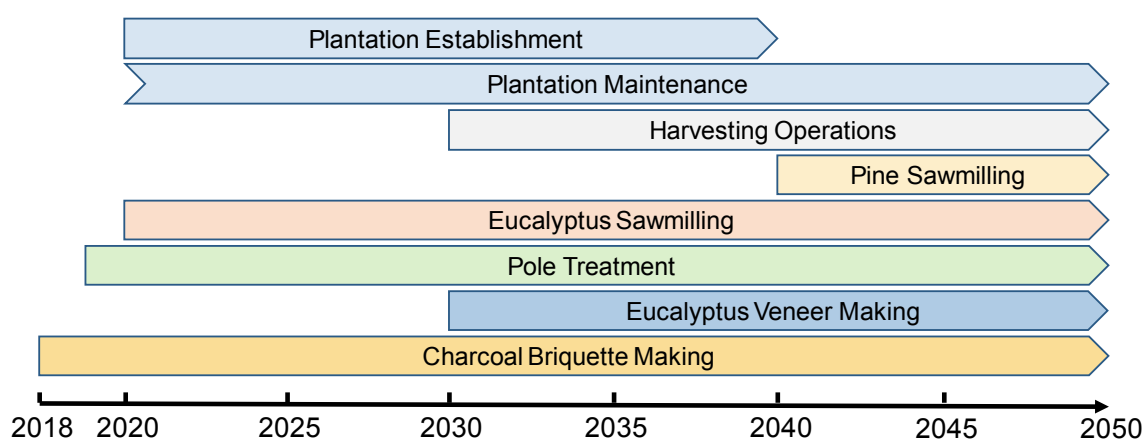 Plantation Establishment
Plantation Maintenance
Harvesting Operations
Pine Sawmilling
Eucalyptus Sawmilling
Pole Treatment
Eucalyptus Veneer Making
Charcoal Briquette Making
2018 2020 2025 2030 2035 2040 2045 2050